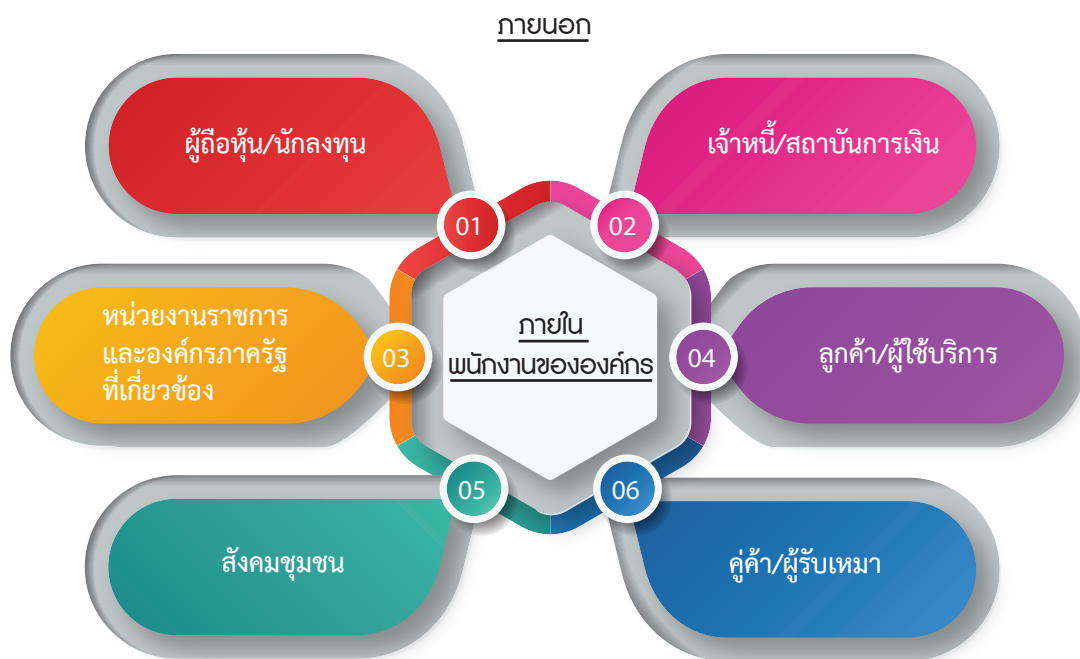 ภายนอก
ผู้ถือหุ้น/นักลงทุน
เจ้าหนี้/สถาบันการเงิน
01
02
หน่วยงานราชการ
และองค์กรภาครัฐ
ที่เกี่ยวข้อง
03
ภายใน
พนักงานขององค์กร
04
ลูกค้า/ผู้ใช้บริการ
05
06
สังคมชุมชน
คู่ค้า/ผู้รับเหมา